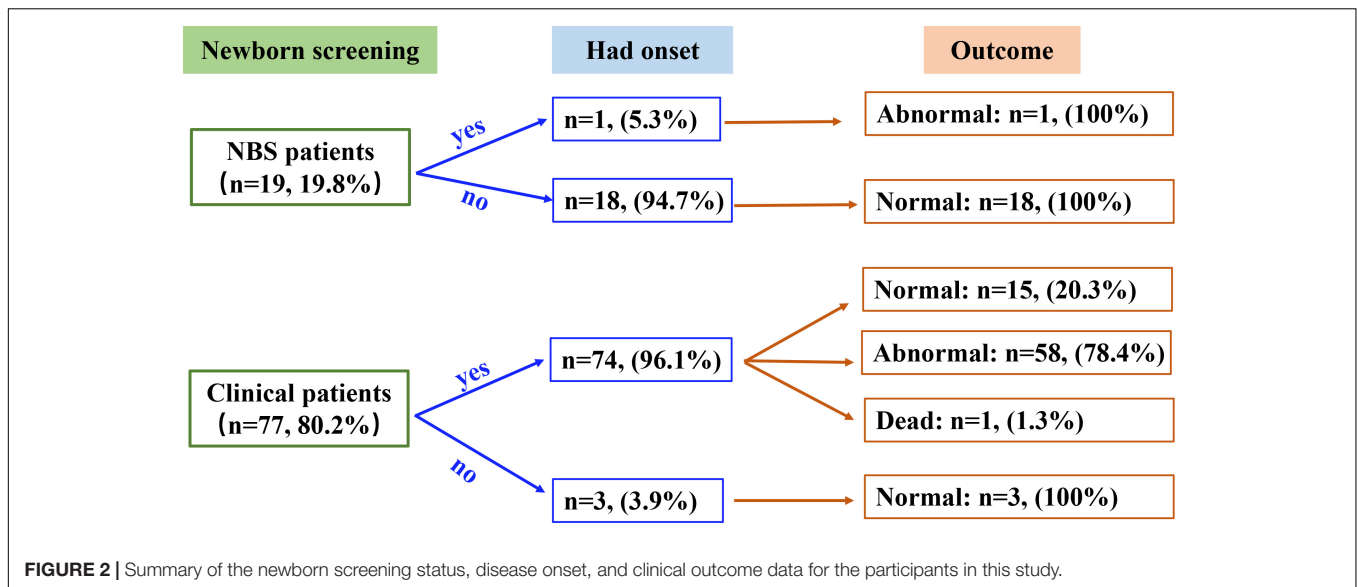 Newborn screening
Had onset
Outcome
NBS patients
(n=19, 19.8%)
yes
no
n=1, (5.3%)
n=18, (94.7%)
Abnormal: n=1, (100%)
Normal: n=18, (100%)
Clinical patients
(n=77, 80.2%)
yes
no
n=74, (96.1%)
n=3, (3.9%)
Normal: n=15, (20.3%)
Abnormal: n=58, (78.4%)
Dead: n=1, (1.3%)
Normal: n=3, (100%)
FIGURE 2 | Summary of the newborn screening status, disease onset, and clinical outcome data for the participants in this study.